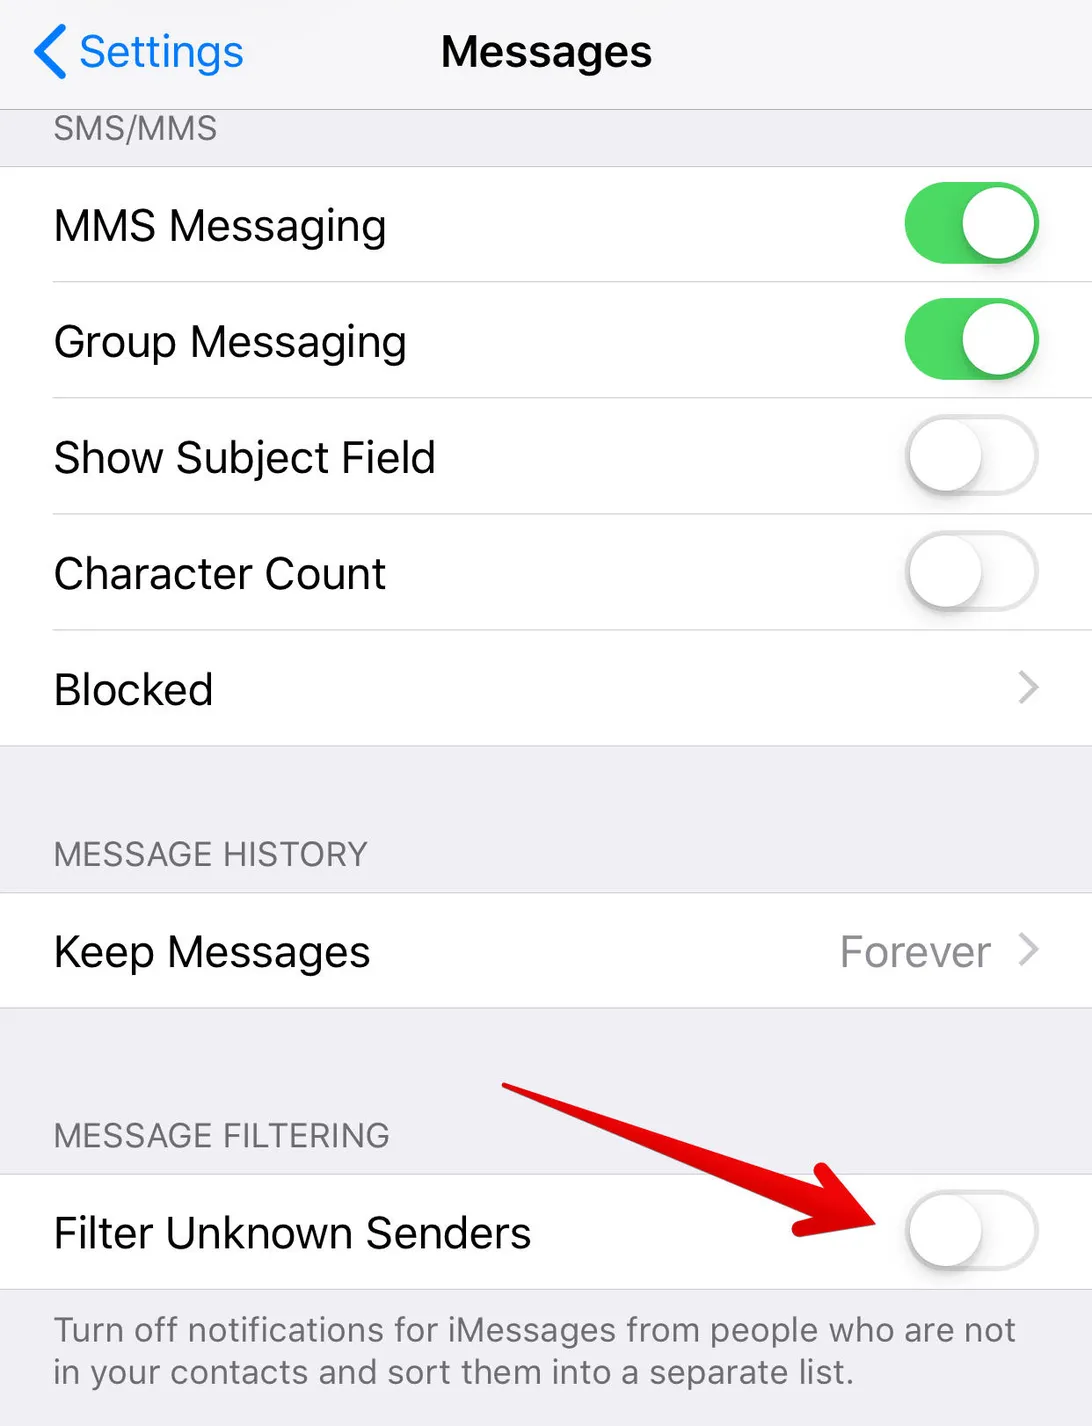 Settings
Messages
SMS/MMS
MMS Messaging
Group Messaging
Show Subject Field
Character Count
Blocked
MESSAGE HISTORY
Keep Messages Forever
MESSAGE FILTERING
Filter Unknown Senders
Turn off notifications for iMessages from people who are not
in your contacts and sort them into a separate list.